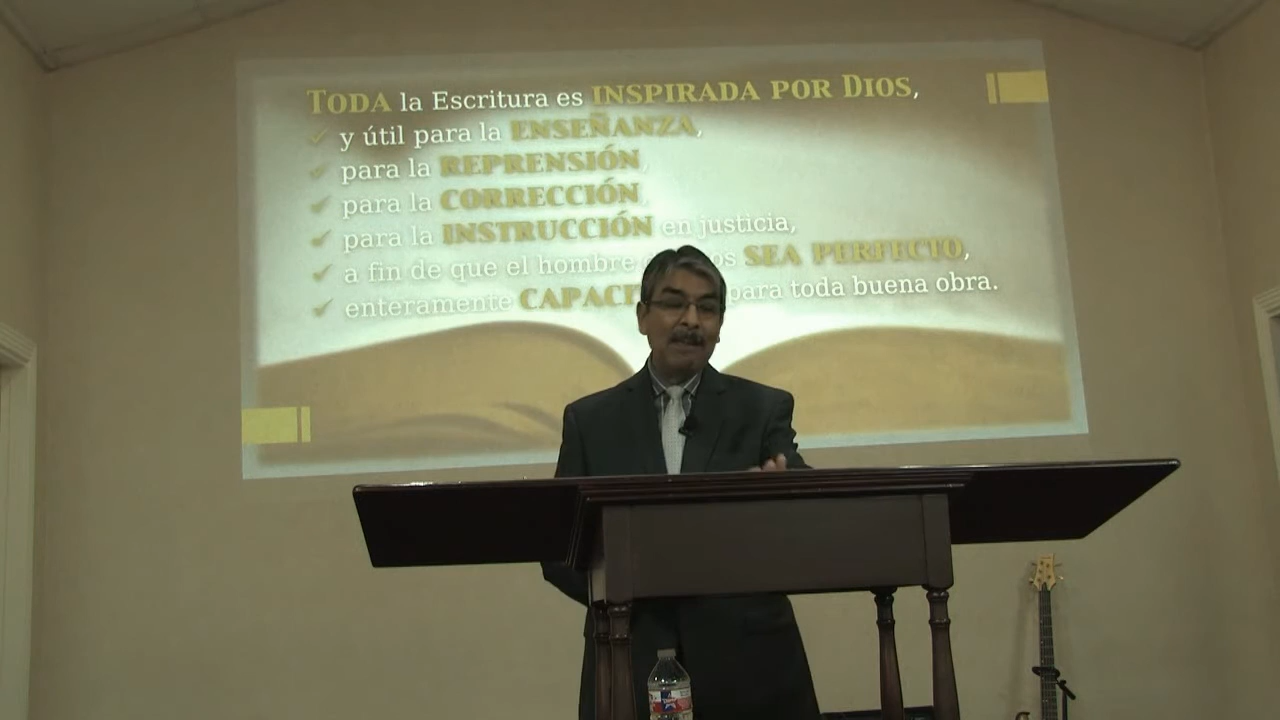 TODA la Escritura es INSPIRADA POR DIOS,
✓ y útil para la ENSEÑANZA,
✓ para la REPRENSIÓN,
✓ para la CORRECCIÓN,
✓ para la INSTRUCCIÓN en justicia,
✓ a fin de que el hombre SEA PERFECTO,
✓ enteramente para toda buena obra.